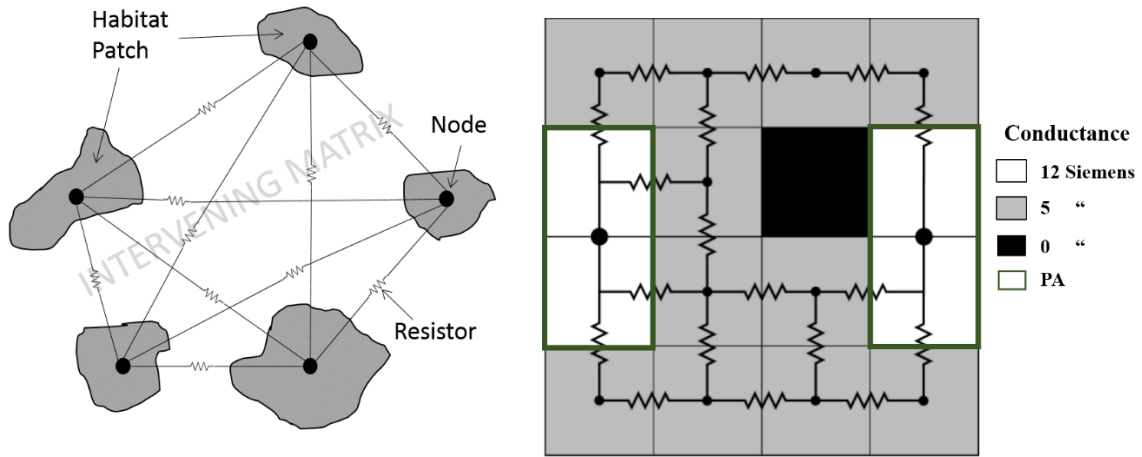 Habitat
Patch
Node
INTERVENING MATRIX
Resistor
Conductance
12 Siemens
5 "
0 "
PA